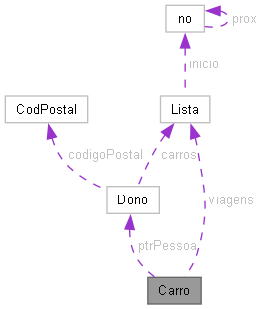 no
prox
inicio
CodPostal
Lista
codigoPostal
carros
Dono
viagens
ptrPessoa
Carro